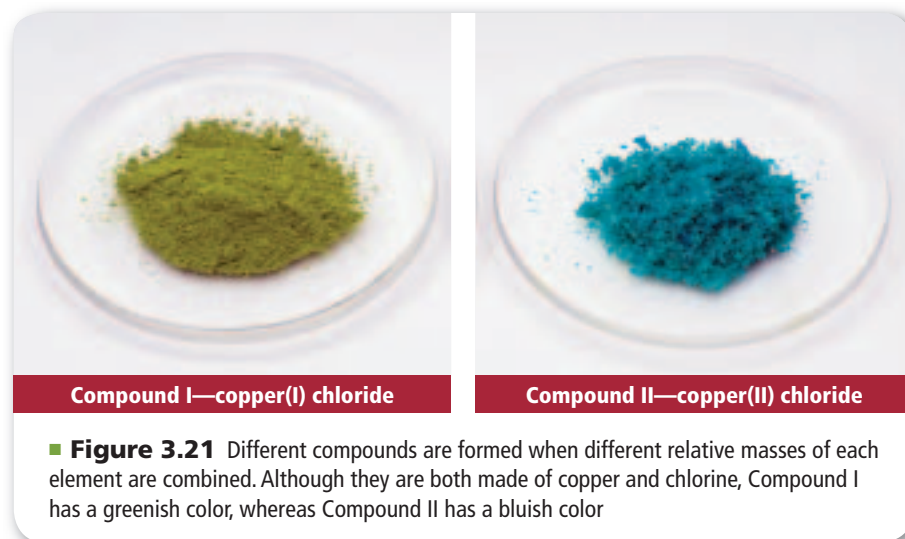 Compound I—copper(I) chloride
Compound II—copper(II) chloride
■ Figure 3.21 Different compounds are formed when different relative masses of each
element are combined. Although they are both made of copper and chlorine, Compound I
has a greenish color, whereas Compound II has a bluish color